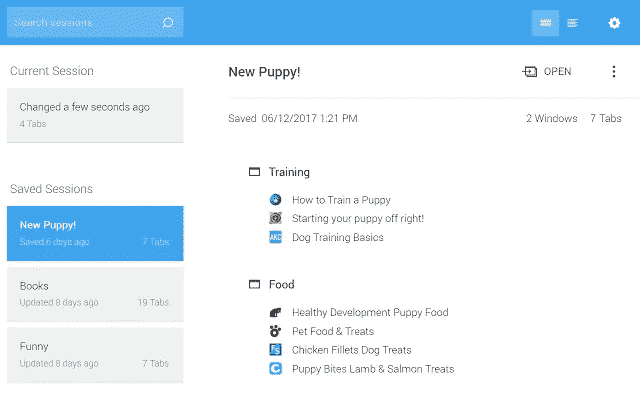 Search sessions
Current Session
Changed a few seconds ago
4 Tabs
Saved Sessions
New Puppy!
Saved 6 days ago 7 Tabs
Books
Updated 8 days ago 19 Tabs
Funny
Updated 8 days ago 7 Tabs
New Puppy! OPEN
Saved 06/12/2017 1:21 PM 2 Windows 7 Tabs
Training
How to Train a Puppy
Starting your puppy off right!
AKC Dog Training Basics
Food
Healthy Development Puppy Food
Pet Food & Treats
Chicken Fillets Dog Treats
Puppy Bites Lamb & Salmon Treats